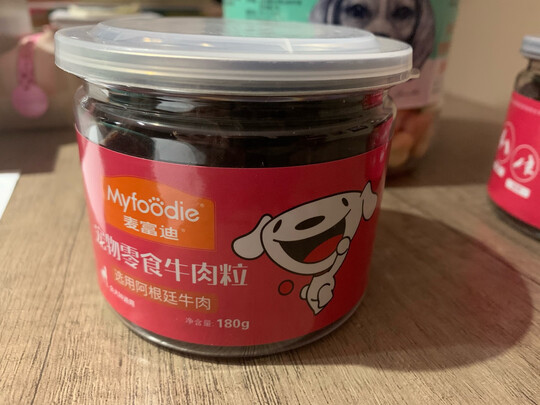 Myfoodie
麦富迪
宠物零食牛肉粒
选用阿根廷牛肉
净含量 180g